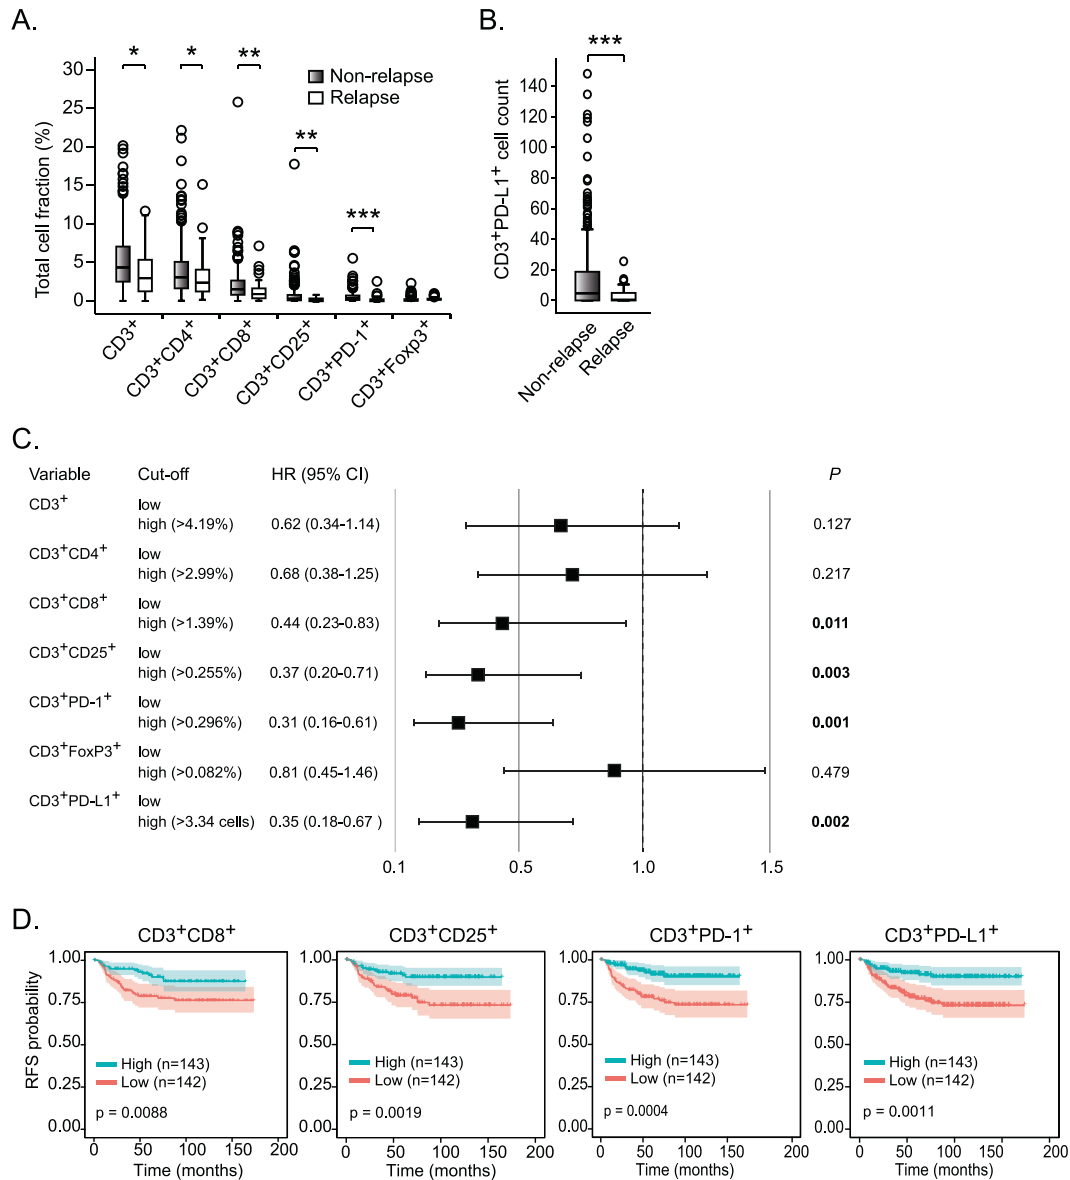 A.
Total cell fraction (%)
30
25
20
15
10
5
0
*
*
**
**
***
Non-relapse
Relapse
CD3+
CD3+CD4+
CD3+CD8+
CD3+CD25+
CD3+PD-1+
CD3+Foxp3+
B.
CD3+PD-L1+ cell count
***
140
120
100
80
60
40
20
0
Non-relapse
Relapse
C.
Variable Cut-off HR (95% CI) P
CD3+ low
high (>4.19%) 0.62 (0.34-1.14) 0.127
CD3+CD4+ low
high (>2.99%) 0.68 (0.38-1.25) 0.217
CD3+CD8+ low
high (>1.39%) 0.44 (0.23-0.83) 0.011
CD3+CD25+ low
high (>0.255%) 0.37 (0.20-0.71) 0.003
CD3+PD-1+ low
high (>0.296%) 0.31 (0.16-0.61) 0.001
CD3+FoxP3+ low
high (>0.082%) 0.81 (0.45-1.46) 0.479
CD3+PD-L1+ low
high (>3.34 cells) 0.35 (0.18-0.67 ) 0.002
0.1 0.5 1.0 1.5
D.
RFS probability
CD3+CD8+
1.00
0.75
0.50
0.25
0.00
High (n=143)
Low (n=142)
p = 0.0088
0 50 100 150 200
Time (months)
CD3+CD25+
1.00
0.75
0.50
0.25
0.00
High (n=143)
Low (n=142)
p = 0.0019
0 50 100 150 200
Time (months)
CD3+PD-1+
1.00
0.75
0.50
0.25
0.00
High (n=143)
Low (n=142)
p = 0.0004
0 50 100 150 200
Time (months)
CD3+PD-L1+
1.00
0.75
0.50
0.25
0.00
High (n=143)
Low (n=142)
p = 0.0011
0 50 100 150 200
Time (months)